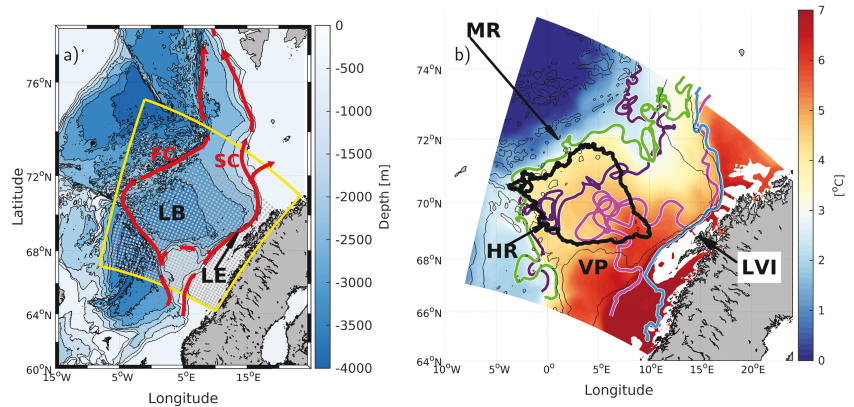 a)
76°N
72°N
68°N
64°N
60°N
15°W
5°W
5°E
15°E
Latitude
Longitude
FC
SC
LB
LE
0
-500
-1000
-1500
-2000
-2500
-3000
-3500
-4000
Depth [m]
b)
MR
HR
VP
LVI
74°N
72°N
70°N
68°N
66°N
64°N
10°W
5°W
0°
5°E
10°E
15°E
20°E
Longitude
7
6
5
4
3
2
1
0
[°C]